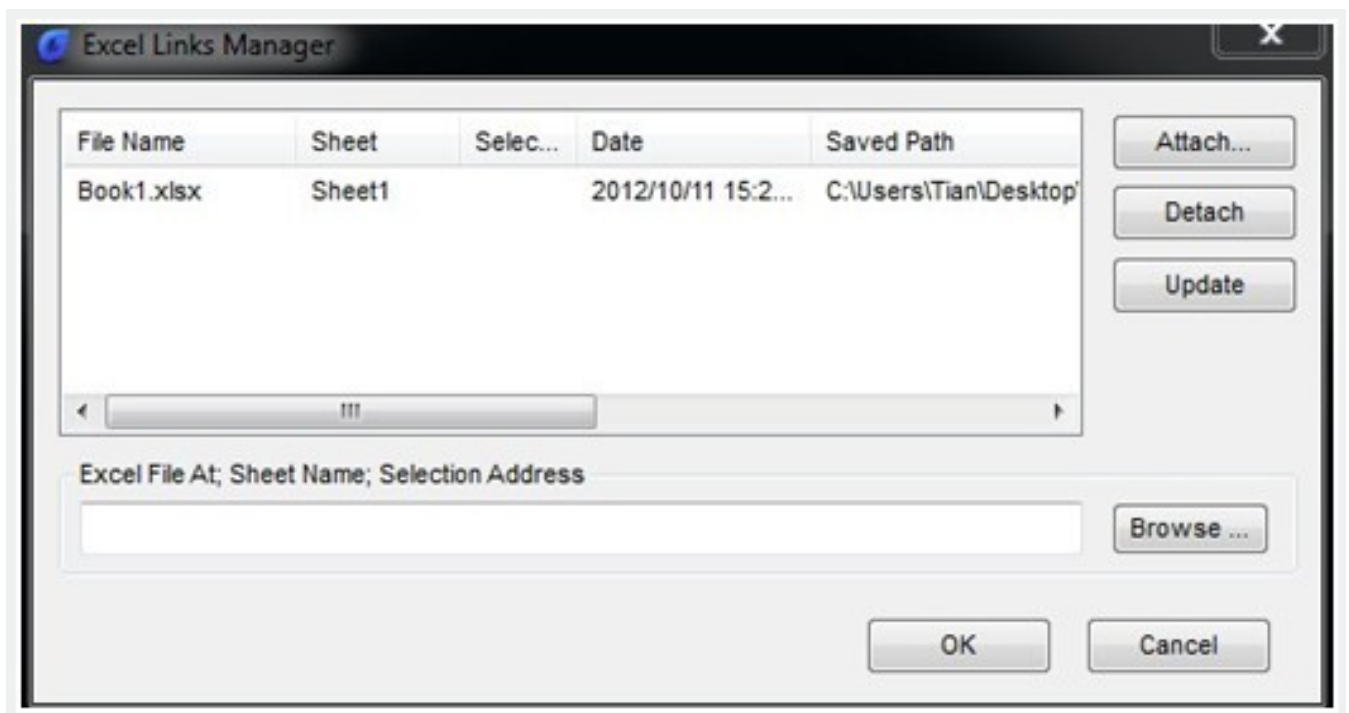 Excel Links Manager
File Name Sheet Selec... Date Saved Path
Book1.xlsx Sheet1 2012/10/11 15:2... C:\Users\Tian\Desktop\
Attach...
Detach
Update
Excel File At; Sheet Name; Selection Address
Browse ...
OK Cancel